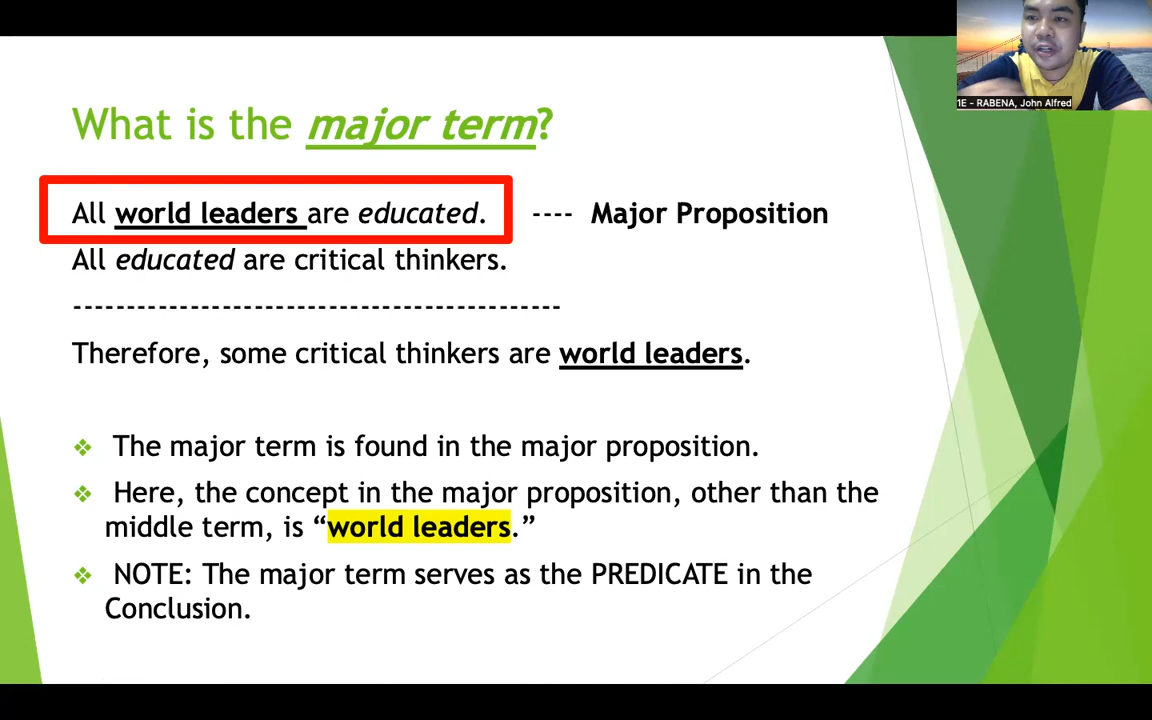 1E - RABENA, John Alfred
What is the major term?
All world leaders are educated. ---- Major Proposition
All educated are critical thinkers.
----------------------------------------------
Therefore, some critical thinkers are world leaders.
❖ The major term is found in the major proposition.
❖ Here, the concept in the major proposition, other than the
middle term, is “world leaders.”
❖ NOTE: The major term serves as the PREDICATE in the
Conclusion.